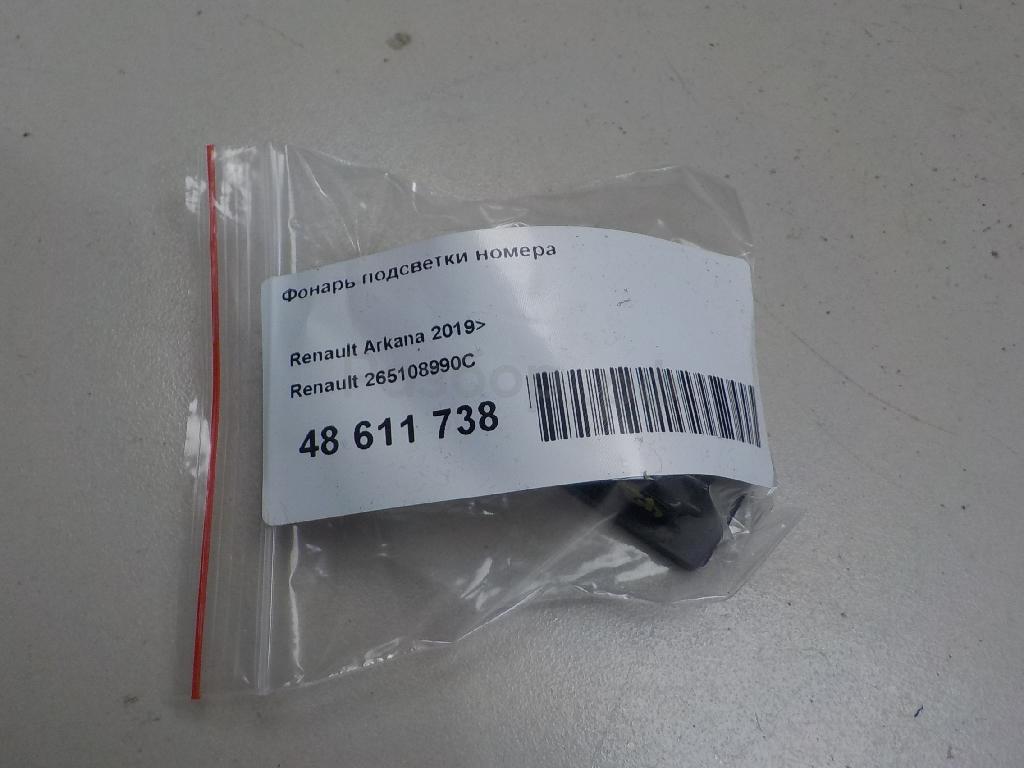 Фонарь подсветки номера
Renault Arkana 2019>
Renault 265108990C
48 611 738